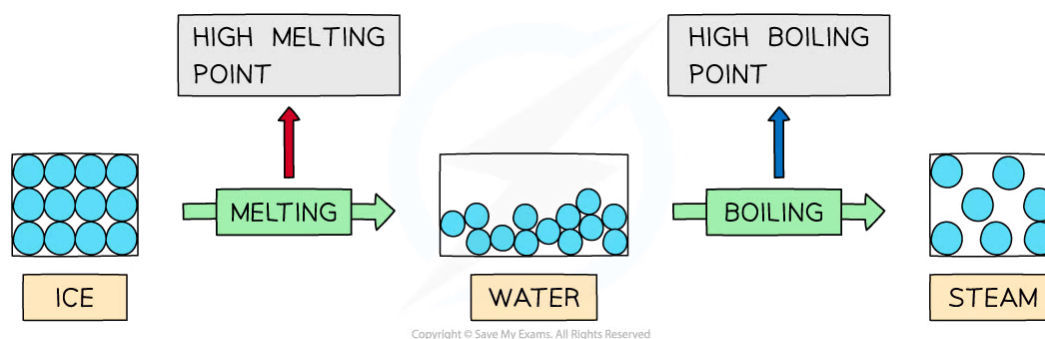 HIGH MELTING
POINT
HIGH BOILING
POINT
MELTING
BOILING
ICE
WATER
STEAM
Copyright © Save My Exams. All Rights Reserved